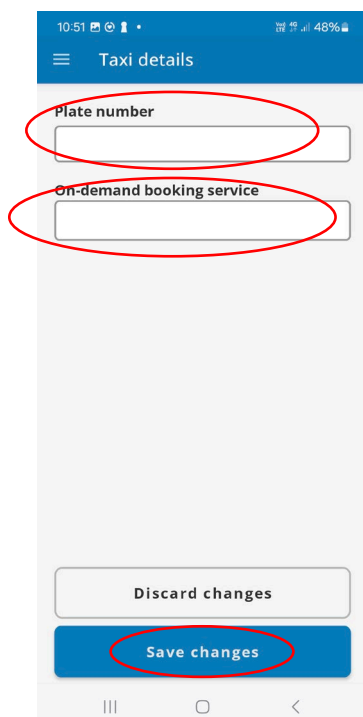 10:51 48%
Taxi details
Plate number
On-demand booking service
Discard changes
Save changes